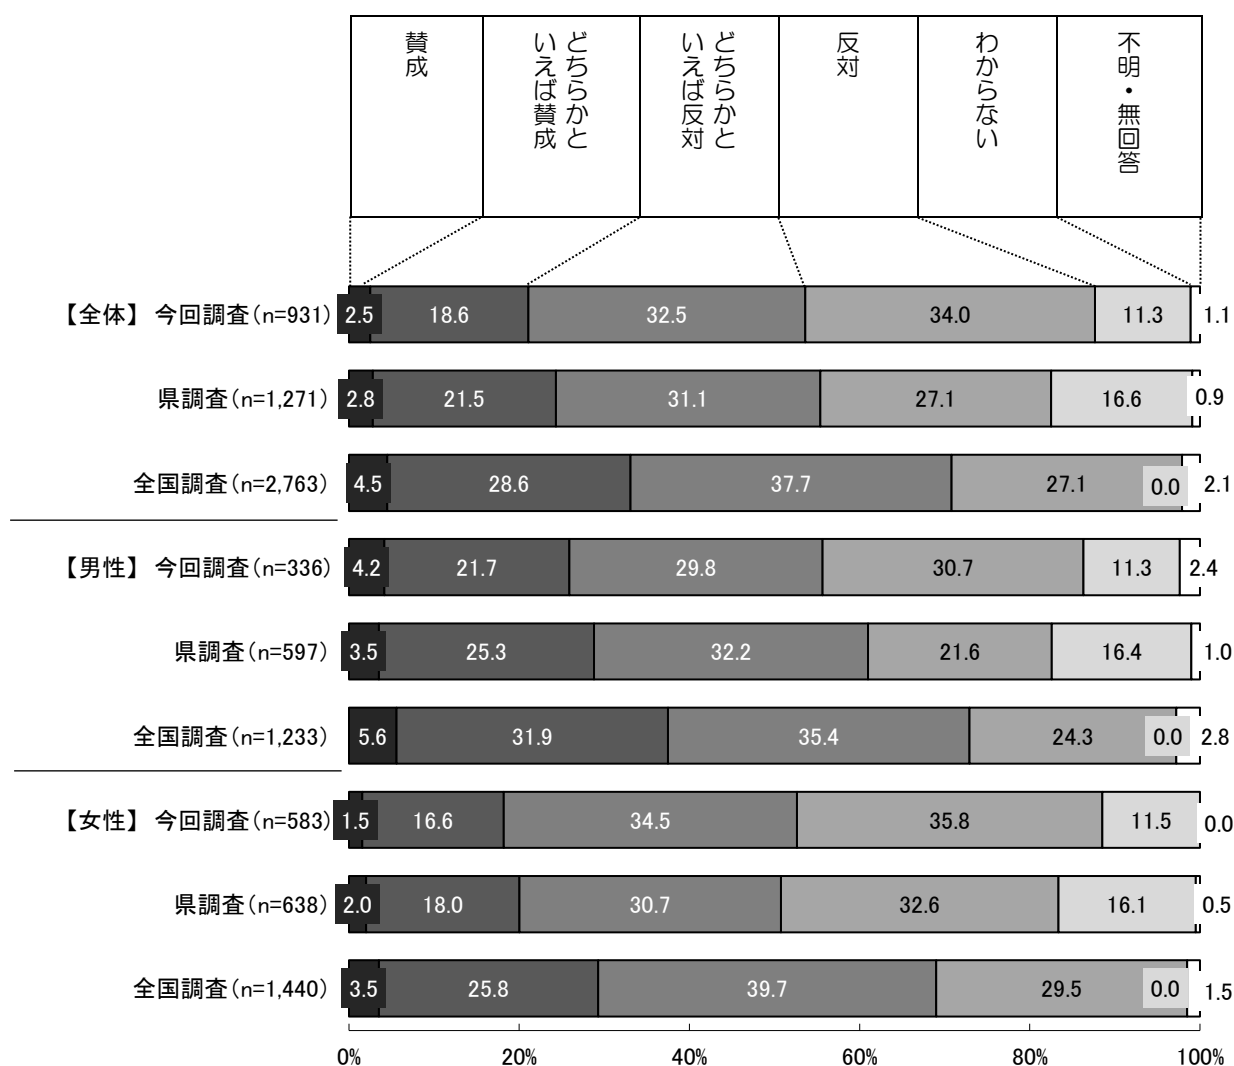 賛成
どちらかと
いえば賛成
どちらかと
いえば反対
反対
わからない
不明・無回答
【全体】 今回調査(n=931) 2.5 18.6 32.5 34.0 11.3 1.1
県調査(n=1,271) 2.8 21.5 31.1 27.1 16.6 0.9
全国調査(n=2,763) 4.5 28.6 37.7 27.1 0.0 2.1
【男性】 今回調査(n=336) 4.2 21.7 29.8 30.7 11.3 2.4
県調査(n=597) 3.5 25.3 32.2 21.6 16.4 1.0
全国調査(n=1,233) 5.6 31.9 35.4 24.3 0.0 2.8
【女性】 今回調査(n=583) 1.5 16.6 34.5 35.8 11.5 0.0
県調査(n=638) 2.0 18.0 30.7 32.6 16.1 0.5
全国調査(n=1,440) 3.5 25.8 39.7 29.5 0.0 1.5
0% 20% 40% 60% 80% 100%